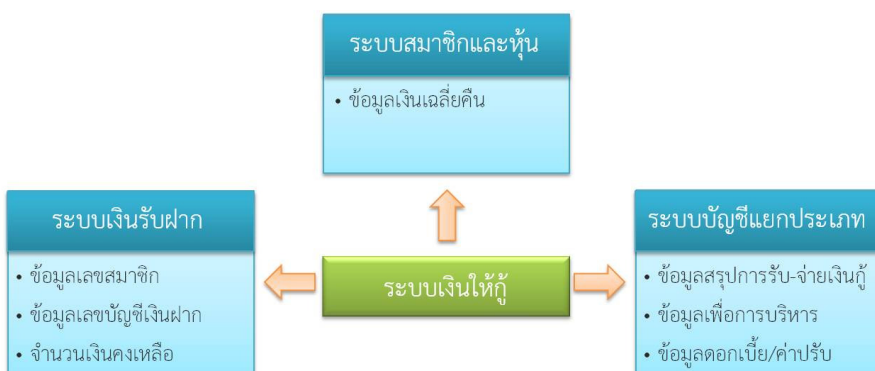 ระบบสมาชิกและหุ้น
• ข้อมูลเงินเฉลี่ยคืน
ระบบเงินรับฝาก
• ข้อมูลเลขสมาชิก
• ข้อมูลเลขบัญชีเงินฝาก
• จำนวนเงินคงเหลือ
ระบบเงินให้กู้
ระบบบัญชีแยกประเภท
• ข้อมูลสรุปการรับ-จ่ายเงินกู้
• ข้อมูลเพื่อการบริหาร
• ข้อมูลดอกเบี้ย/ค่าปรับ